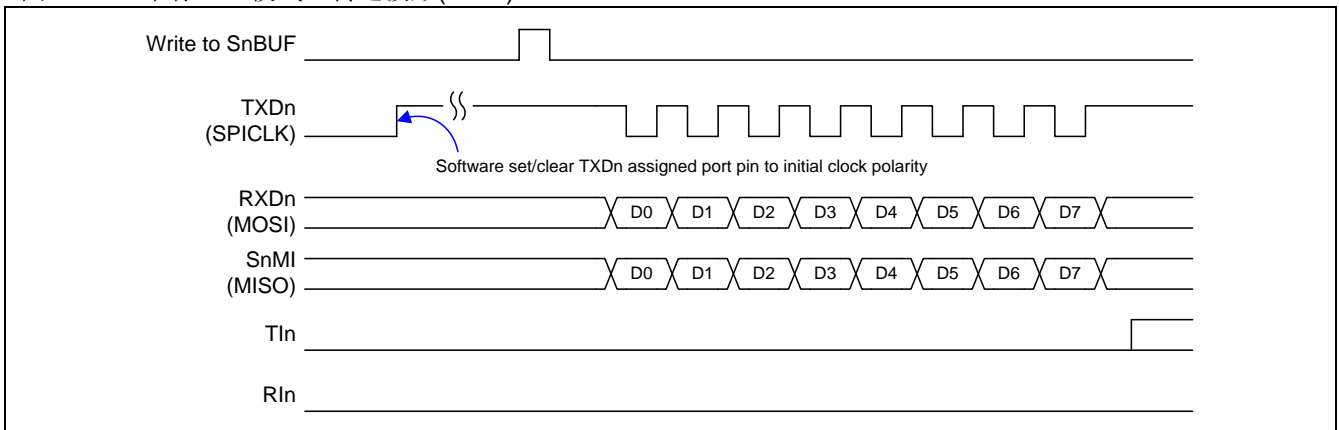 Write to SnBUF
TXDn
(SPICLK)
Software set/clear TXDn assigned port pin to initial clock polarity
RXDn
(MOSI)
D0 D1 D2 D3 D4 D5 D6 D7
SnMI
(MISO)
D0 D1 D2 D3 D4 D5 D6 D7
TIn
RIn